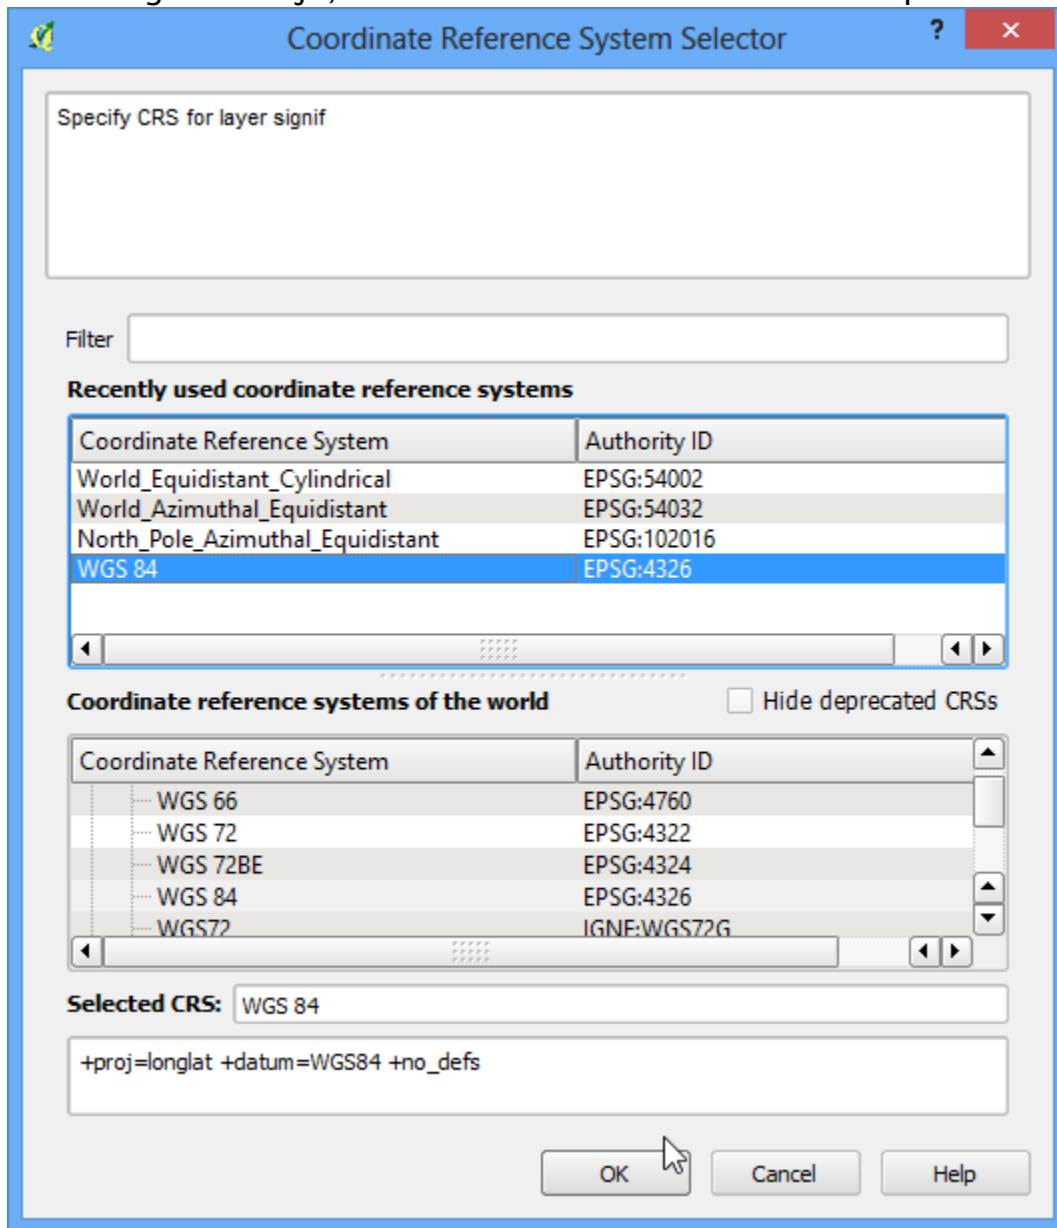 Coordinate Reference System Selector ? ×
Specify CRS for layer signif
Filter
Recently used coordinate reference systems
Coordinate Reference System Authority ID
World_Equidistant_Cylindrical EPSG:54002
World_Azimuthal_Equidistant EPSG:54032
North_Pole_Azimuthal_Equidistant EPSG:102016
WGS 84 EPSG:4326
Coordinate reference systems of the world Hide deprecated CRSs
Coordinate Reference System Authority ID
WGS 66 EPSG:4760
WGS 72 EPSG:4322
WGS 72BE EPSG:4324
WGS 84 EPSG:4326
WGS72 IGNF:WGS72G
Selected CRS: WGS 84
+proj=longlat +datum=WGS84 +no_defs
OK Cancel Help